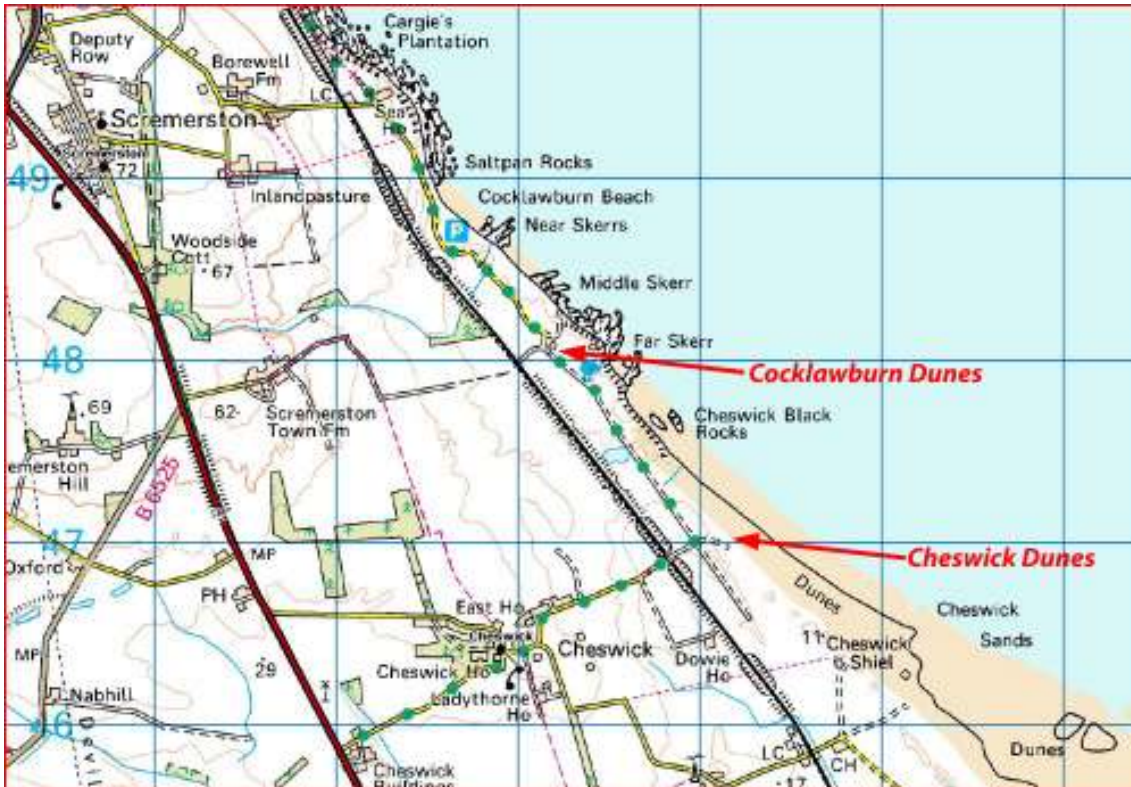 Cargie's
Plantation
Deputy
Row
Borewell
Fm
LC
Scremerston
Sea
Ho
Scremerston
72
Saltpan Rocks
49
Inlandpasture
Cocklawburn Beach
P
Near Skerrs
Woodside
Cott
67
Middle Skerr
48
Far Skerr
Cocklawburn Dunes
69
62
Scremerston
Town Fm
Cheswick Black
Rocks
emerston
Hill
B 6525
47
Oxford
MP
Cheswick Dunes
PH
East Ho
Dunes
Cheswick
Sands
Cheswick
Cheswick
11
Cheswick
Shiel
MP
29
Cheswick Ho
Dowie
Ho
Nabhill
Ladythorne
Ho
46
Devil
Dunes
LC
CH
Cheswick
Buildings
17